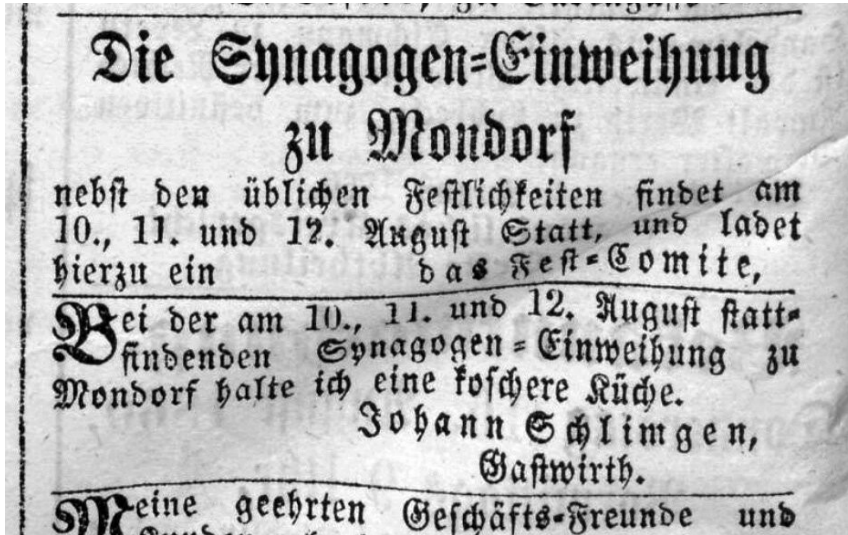 Die Synagogen-Einweihung
zu Mondorf
nebst den üblichen Festlichkeiten findet am
10., 11. und 12. August Statt, und ladet
hierzu ein das Fest-Comite,
Bei der am 10., 11. und 12. August statt-
findenden Synagogen-Einweihung zu
Mondorf halte ich eine koschere Küche.
Johann Schlimgen,
Gastwirth.
Meine geehrten Geschäfts-Freunde und